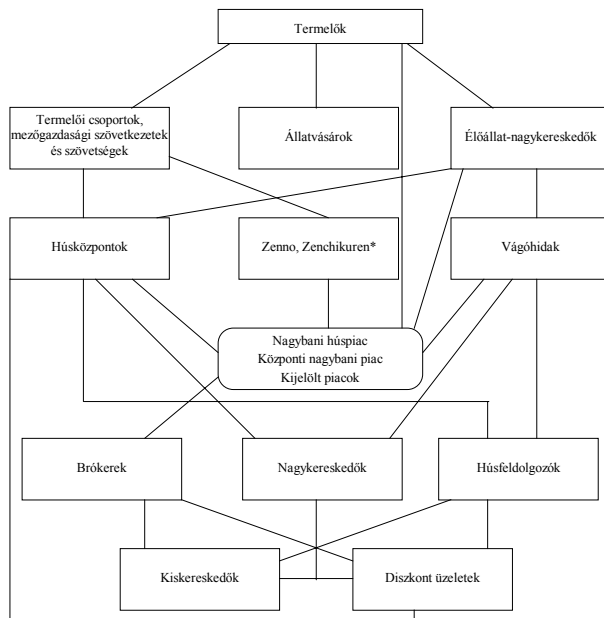 Termelők
Termelői csoportok,
mezőgazdasági szövetkezetek
és szövetségek
Állatvásárok
Élőállat-nagykereskedők
Húsközpontok
Zenno, Zenchikuren*
Vágóhidak
Nagybani húspiac
Központi nagybani piac
Kijelölt piacok
Brókerek
Nagykereskedők
Húsfeldolgozók
Kiskereskedők
Diszkont üzeletek